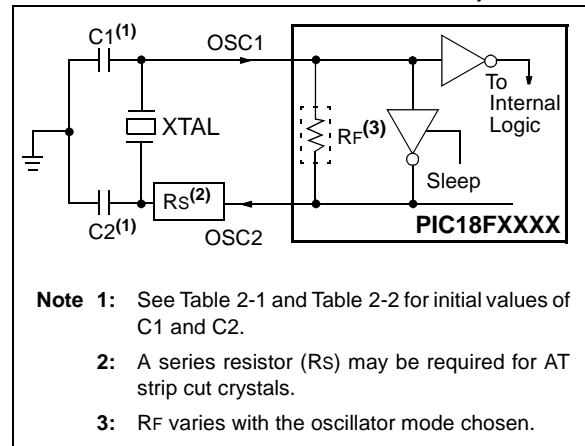 C1(1)
OSC1
To
Internal
Logic
XTAL
RF(3)
Sleep
C2(1)
RS(2)
OSC2
PIC18FXXXX
Note 1: See Table 2-1 and Table 2-2 for initial values of
C1 and C2.
2: A series resistor (RS) may be required for AT
strip cut crystals.
3: RF varies with the oscillator mode chosen.